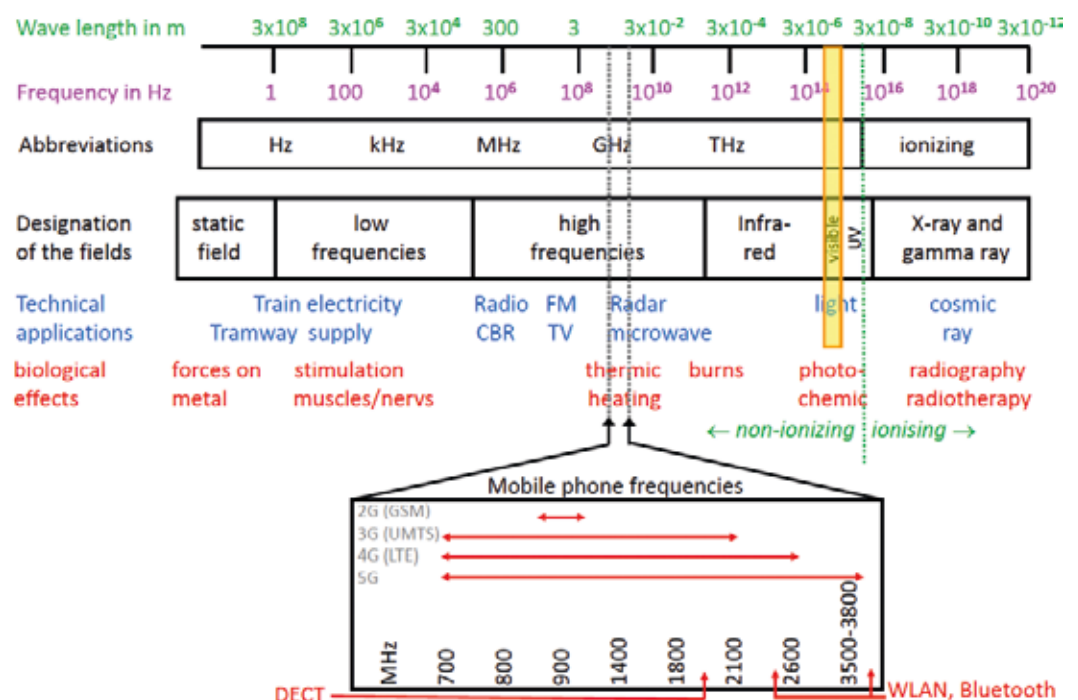 Wave length in m 3x10⁸ 3x10⁶ 3x10⁴ 300 3 3x10⁻² 3x10⁻⁴ 3x10⁻⁶ 3x10⁻⁸ 3x10⁻¹⁰ 3x10⁻¹²
Frequency in Hz 1 100 10⁴ 10⁶ 10⁸ 10¹⁰ 10¹² 10¹⁴ 10¹⁶ 10¹⁸ 10²⁰
Abbreviations Hz kHz MHz GHz THz ionizing
Designation static low high Infra- visible UV X-ray and
of the fields field frequencies frequencies red gamma ray
Technical Train electricity Radio FM Radar light cosmic
applications Tramway supply CBR TV microwave ray
biological forces on stimulation thermic burns photo- radiography
effects metal muscles/nervs heating chemic radiotherapy
← non-ionizing ionising →
Mobile phone frequencies
2G (GSM)
3G (UMTS)
4G (LTE)
5G
MHz 700 800 900 1400 1800 2100 2600 3500-3800
DECT WLAN, Bluetooth